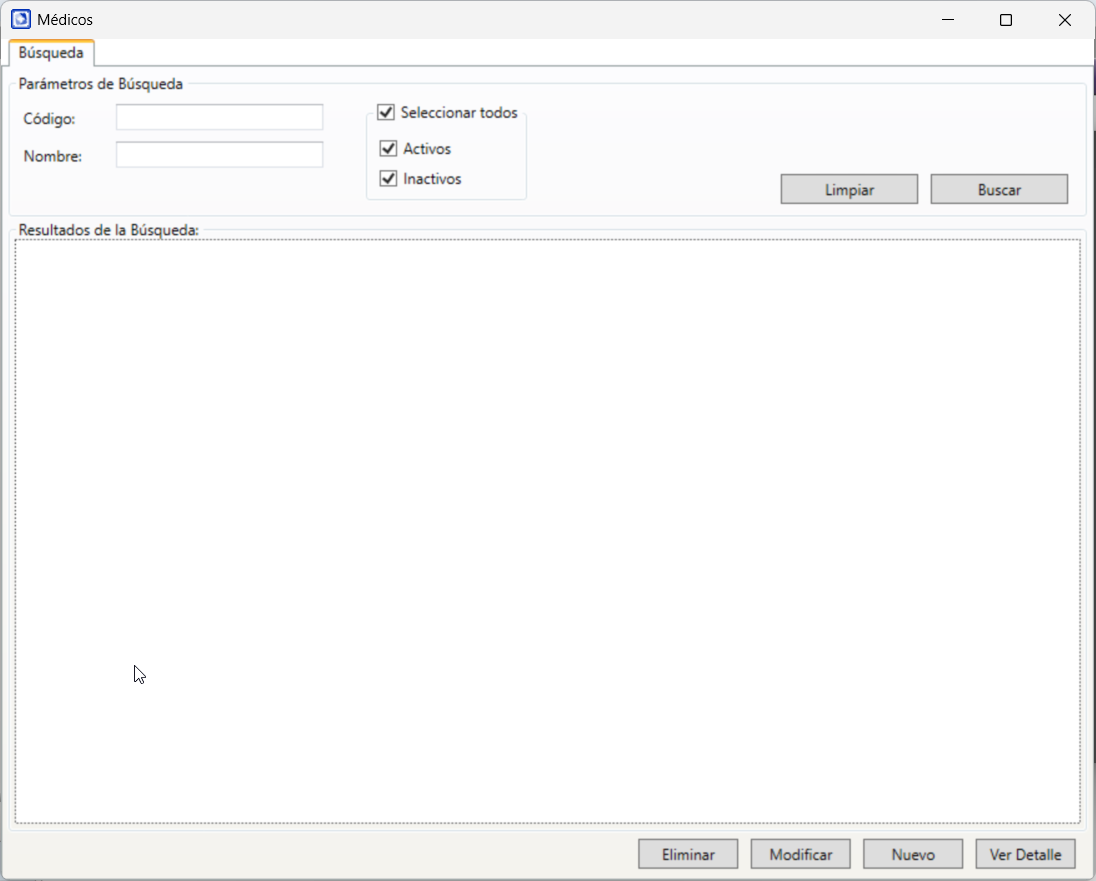 Médicos
Búsqueda
Parámetros de Búsqueda
Código:
Nombre:
Seleccionar todos
Activos
Inactivos
Limpiar
Buscar
Resultados de la Búsqueda:
Eliminar
Modificar
Nuevo
Ver Detalle